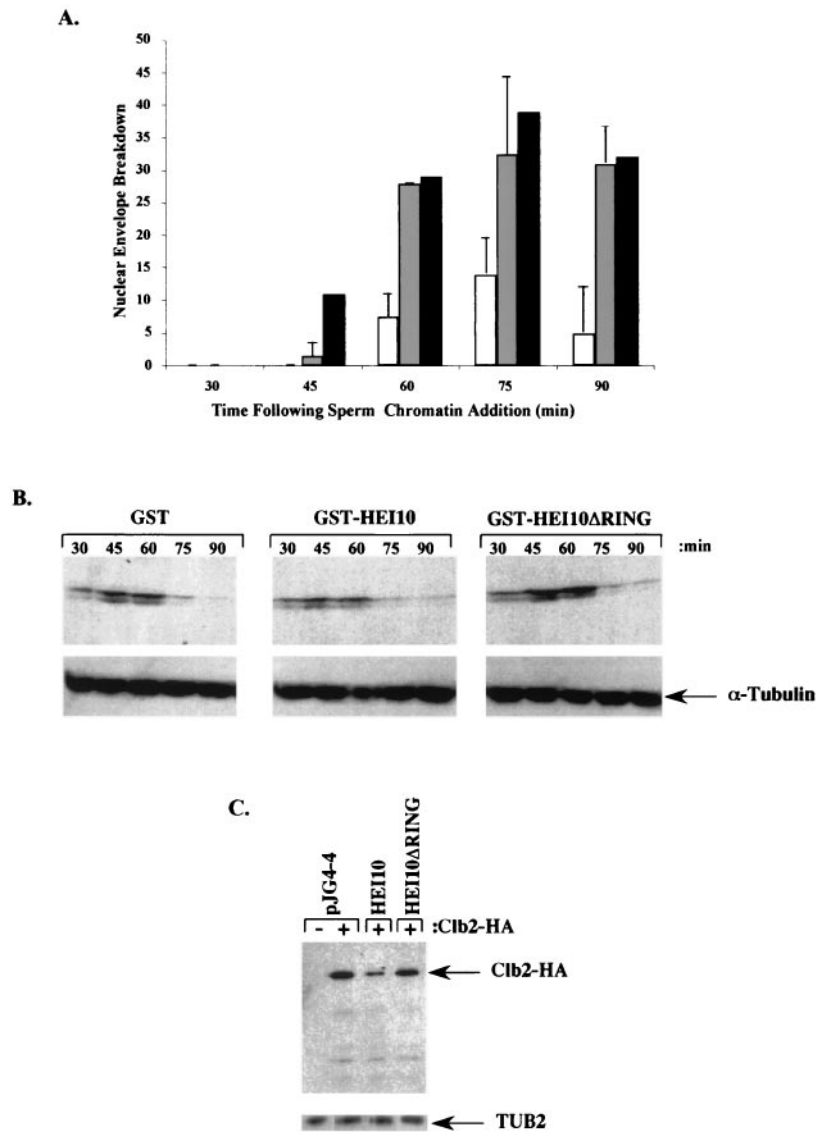 A.
Nuclear Envelope Breakdown
50
45
40
35
30
25
20
15
10
5
0
30 45 60 75 90
Time Following Sperm Chromatin Addition (min)
B.
GST GST-HEI10 GST-HEI10ΔRING
30 45 60 75 90 30 45 60 75 90 30 45 60 75 90 :min
α-Tubulin
C.
pJG4-4 HEI10 HEI10ΔRING
- + + + :Clb2-HA
Clb2-HA
TUB2